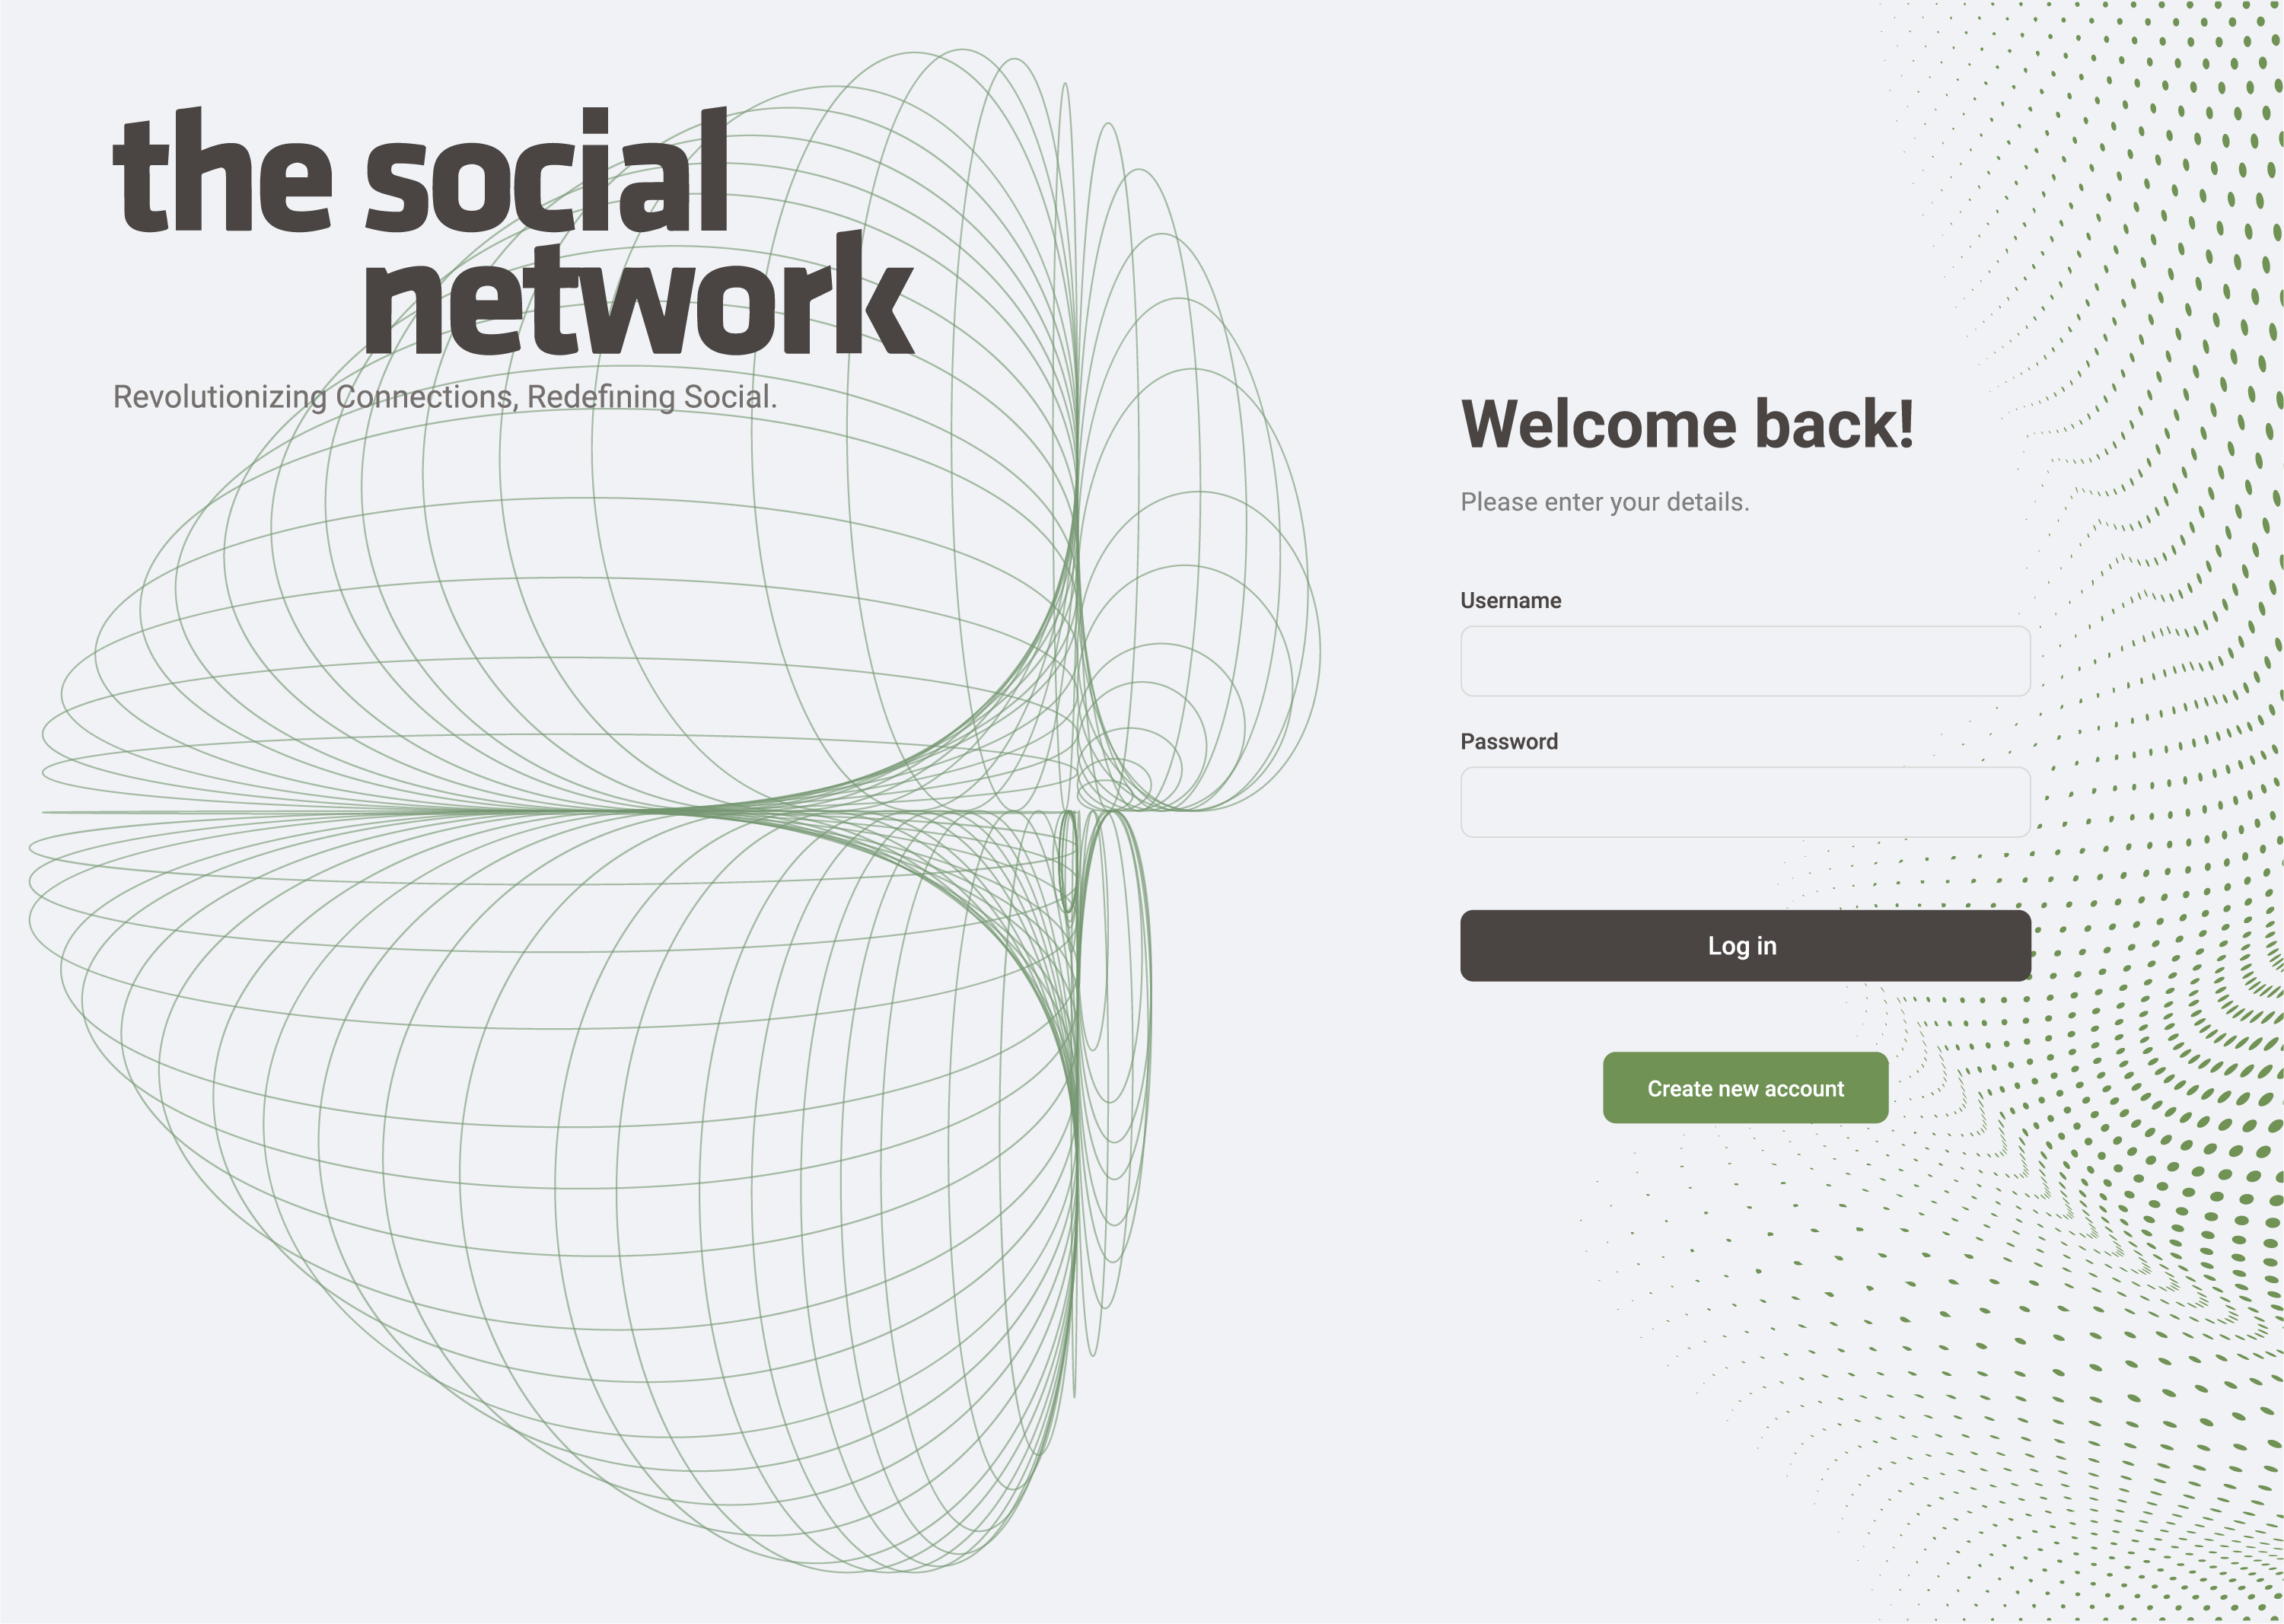 the social
network
Revolutionizing Connections, Redefining Social.
Welcome back!
Please enter your details.
Username
Password
Log in
Create new account